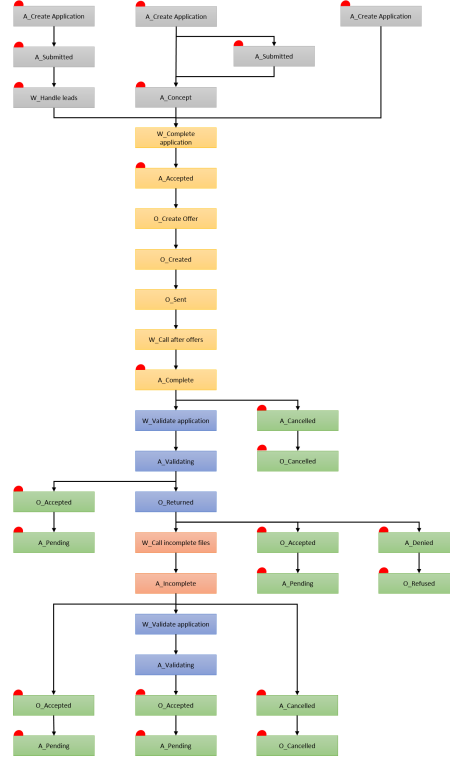 A_Create Application
A_Create Application
A_Create Application
A_Submitted
A_Submitted
W_Handle leads
A_Concept
W_Complete
application
A_Accepted
O_Create Offer
O_Created
O_Sent
W_Call after offers
A_Complete
W_Validate application
A_Cancelled
A_Validating
O_Cancelled
O_Accepted
O_Returned
A_Pending
W_Call incomplete files
O_Accepted
A_Denied
A_Incomplete
A_Pending
O_Refused
W_Validate application
A_Validating
O_Accepted
O_Accepted
A_Cancelled
A_Pending
A_Pending
O_Cancelled